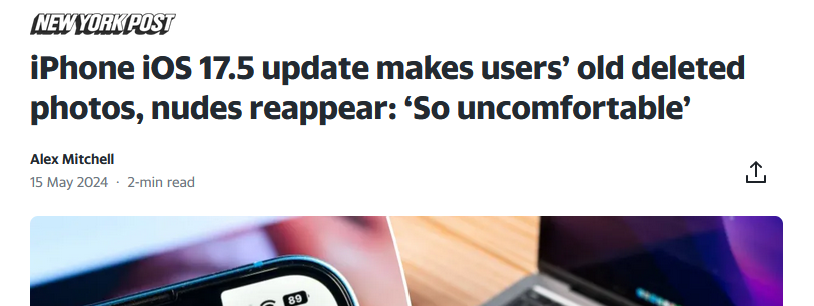 NEW YORK POST
iPhone iOS 17.5 update makes users’ old deleted
photos, nudes reappear: ‘So uncomfortable’
Alex Mitchell
15 May 2024 · 2-min read
89